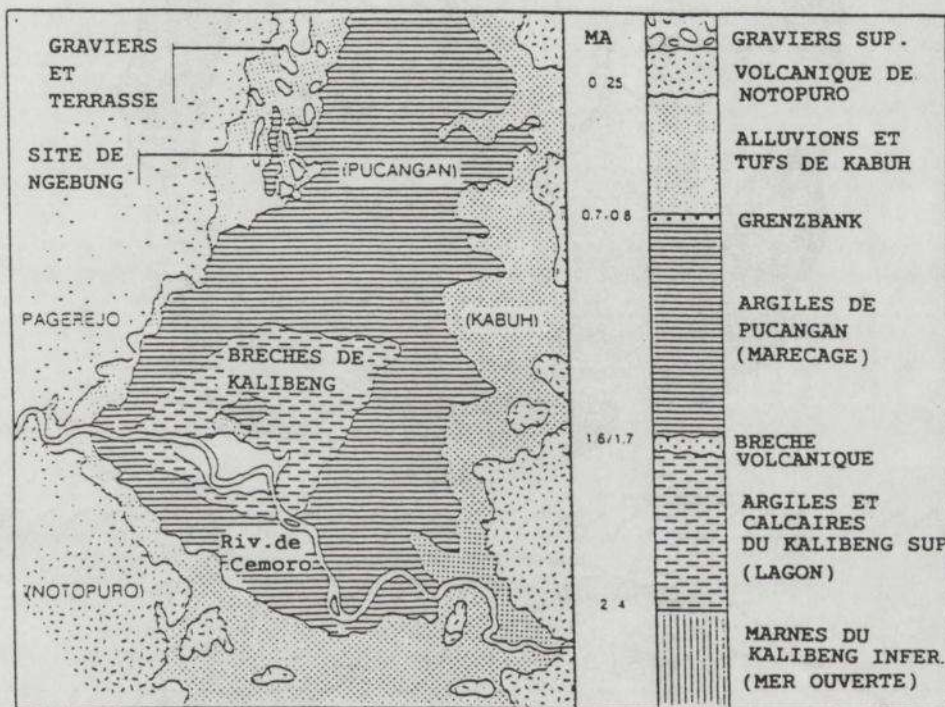 GRAVIERS
ET
TERRASSE
SITE DE
NGEBUNG
(PUCANGAN)
PAGEREJO
(KABUH)
BRECHES DE
KALIBENG
Riv.de
Cemoro
(NOTOPURO)
MA
0 25
0.7-0 8
1 6/1.7
2 4
GRAVIERS SUP.
VOLCANIQUE DE
NOTOPURO
ALLUVIONS ET
TUFS DE KABUH
GRENZBANK
ARGILES DE
PUCANGAN
(MARECAGE)
BRECHE
VOLCANIQUE
ARGILES ET
CALCAIRES
DU KALIBENG SUP
(LAGON)
MARNES DU
KALIBENG INFER.
(MER OUVERTE)